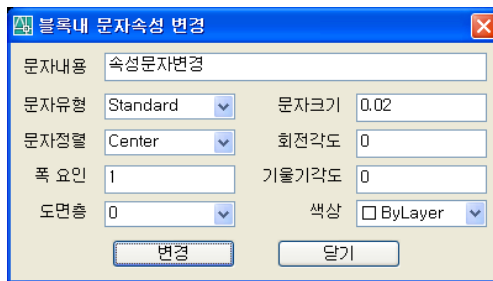 블록내 문자속성 변경
문자내용 속성문자변경
문자유형 Standard 문자크기 0.02
문자정렬 Center 회전각도 0
폭 요인 1 기울기각도 0
도면층 0 색상 ByLayer
변경 닫기